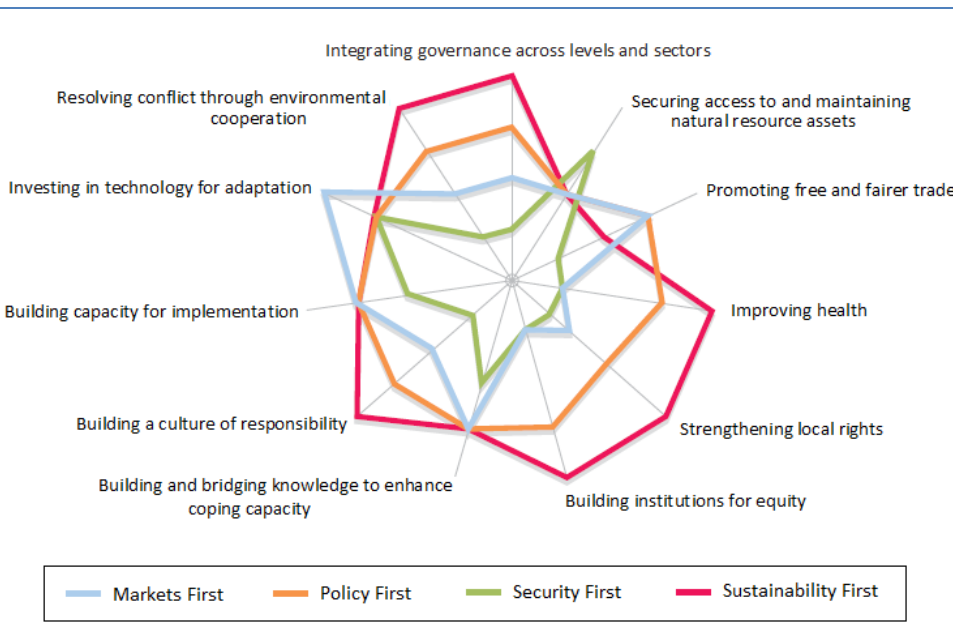 Integrating governance across levels and sectors
Resolving conflict through environmental
cooperation
Securing access to and maintaining
natural resource assets
Investing in technology for adaptation
Promoting free and fairer trade
Building capacity for implementation
Improving health
Building a culture of responsibility
Strengthening local rights
Building and bridging knowledge to enhance
coping capacity
Building institutions for equity
Markets First
Policy First
Security First
Sustainability First